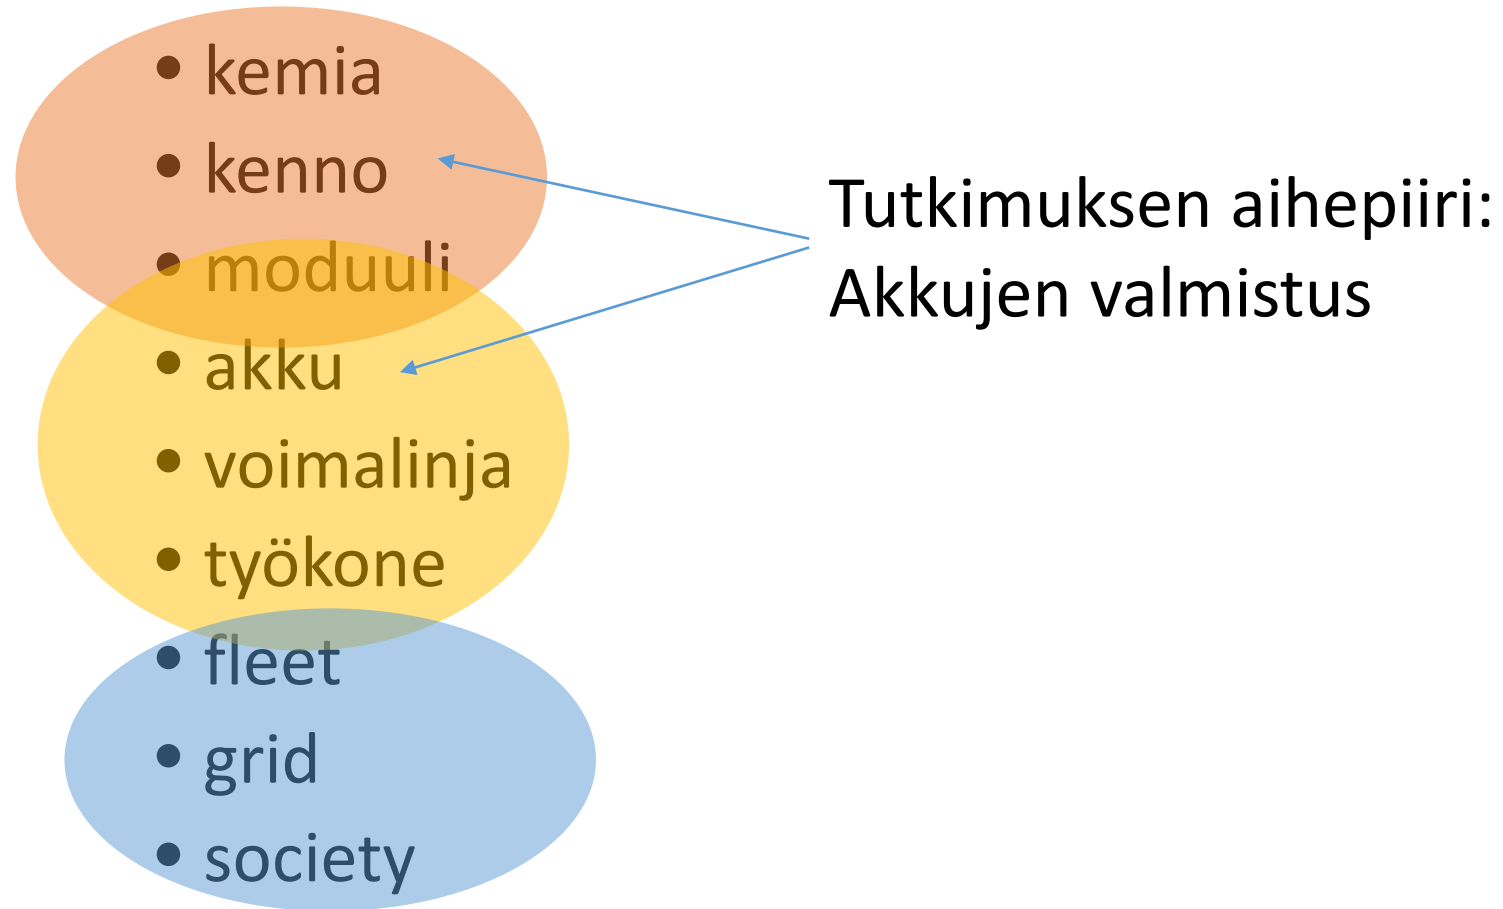 • kemia
• kenno
• moduuli
• akku
• voimalinja
• työkone
• fleet
• grid
• society
Tutkimuksen aihepiiri:
Akkujen valmistus